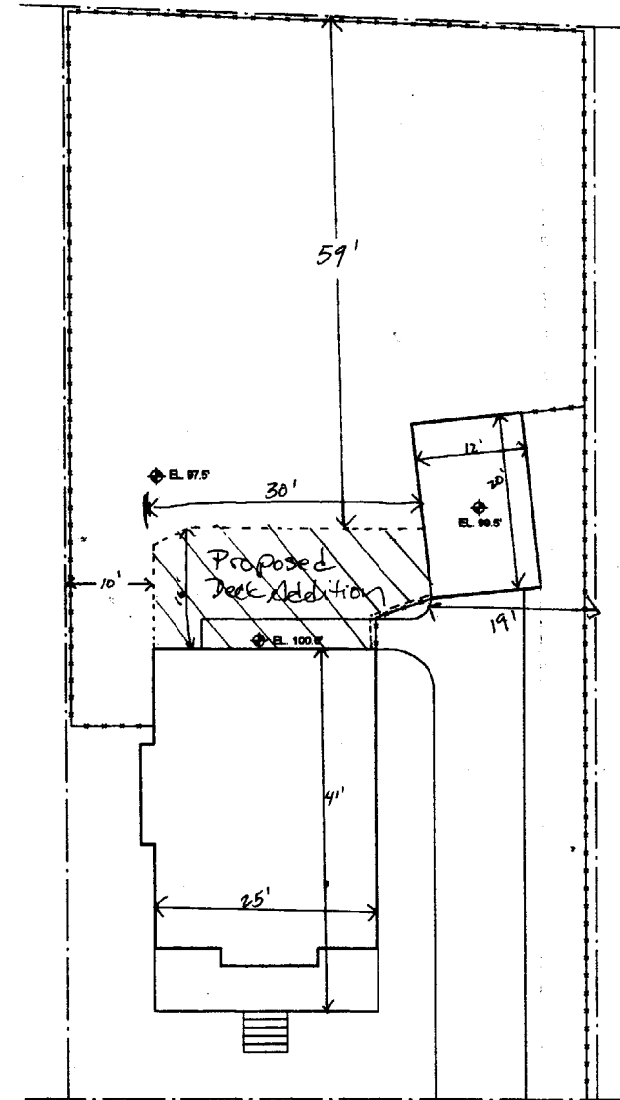 59'
EL. 97.5'
30'
12'
20'
EL. 99.5'
10'
Proposed
Deck Addition
19'
EL. 100.0'
41'
25'